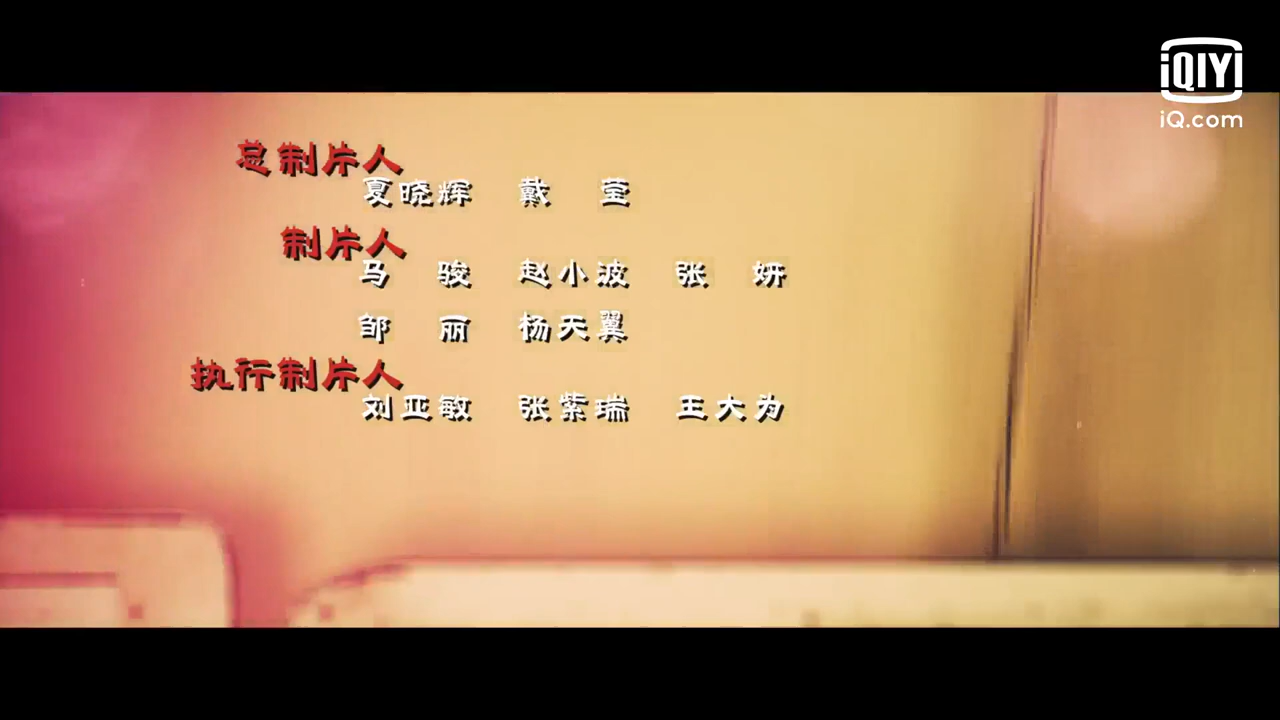 iQIYI
iQ.com
总制片人
夏晓辉 戴 莹
制片人
马 骏 赵小波 张 妍
邹 丽 杨天翼
执行制片人
刘亚敏 张紫瑞 王大为